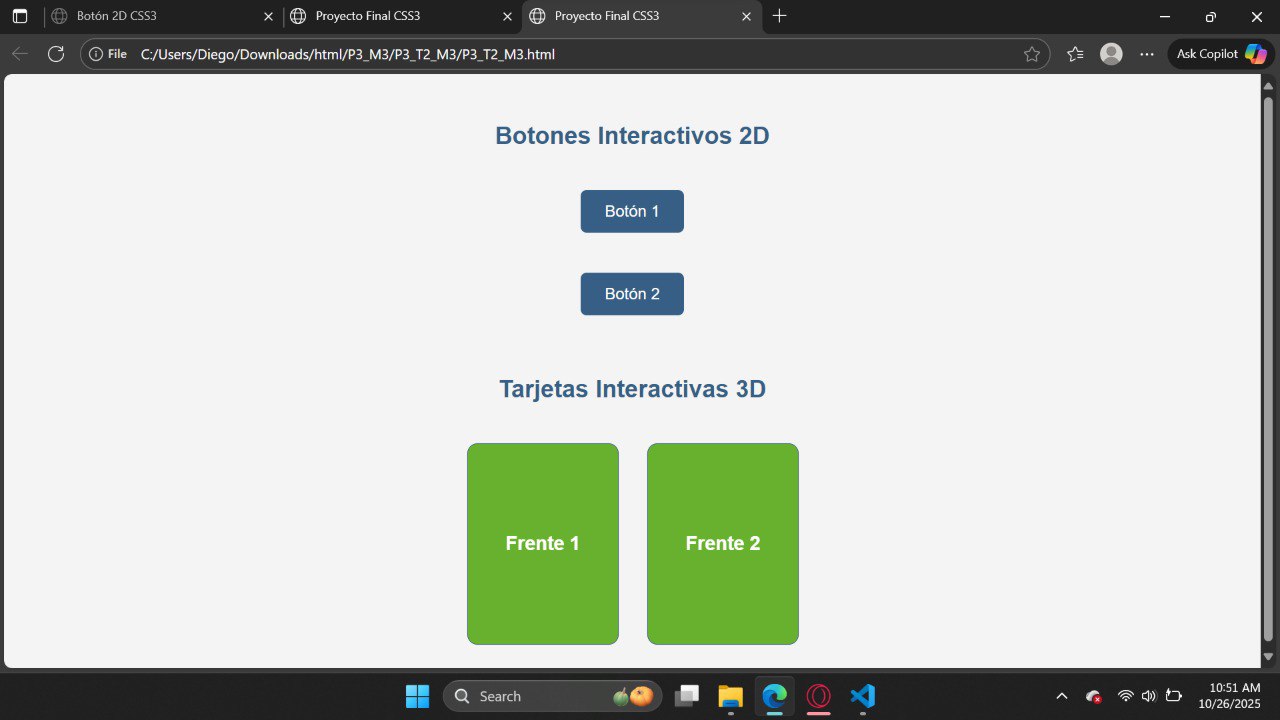 Botón 2D CSS3
Proyecto Final CSS3
Proyecto Final CSS3
File C:/Users/Diego/Downloads/html/P3_M3/P3_T2_M3/P3_T2_M3.html
Ask Copilot
Botones Interactivos 2D
Botón 1
Botón 2
Tarjetas Interactivas 3D
Frente 1
Frente 2
Search
10:51 AM
10/26/2025